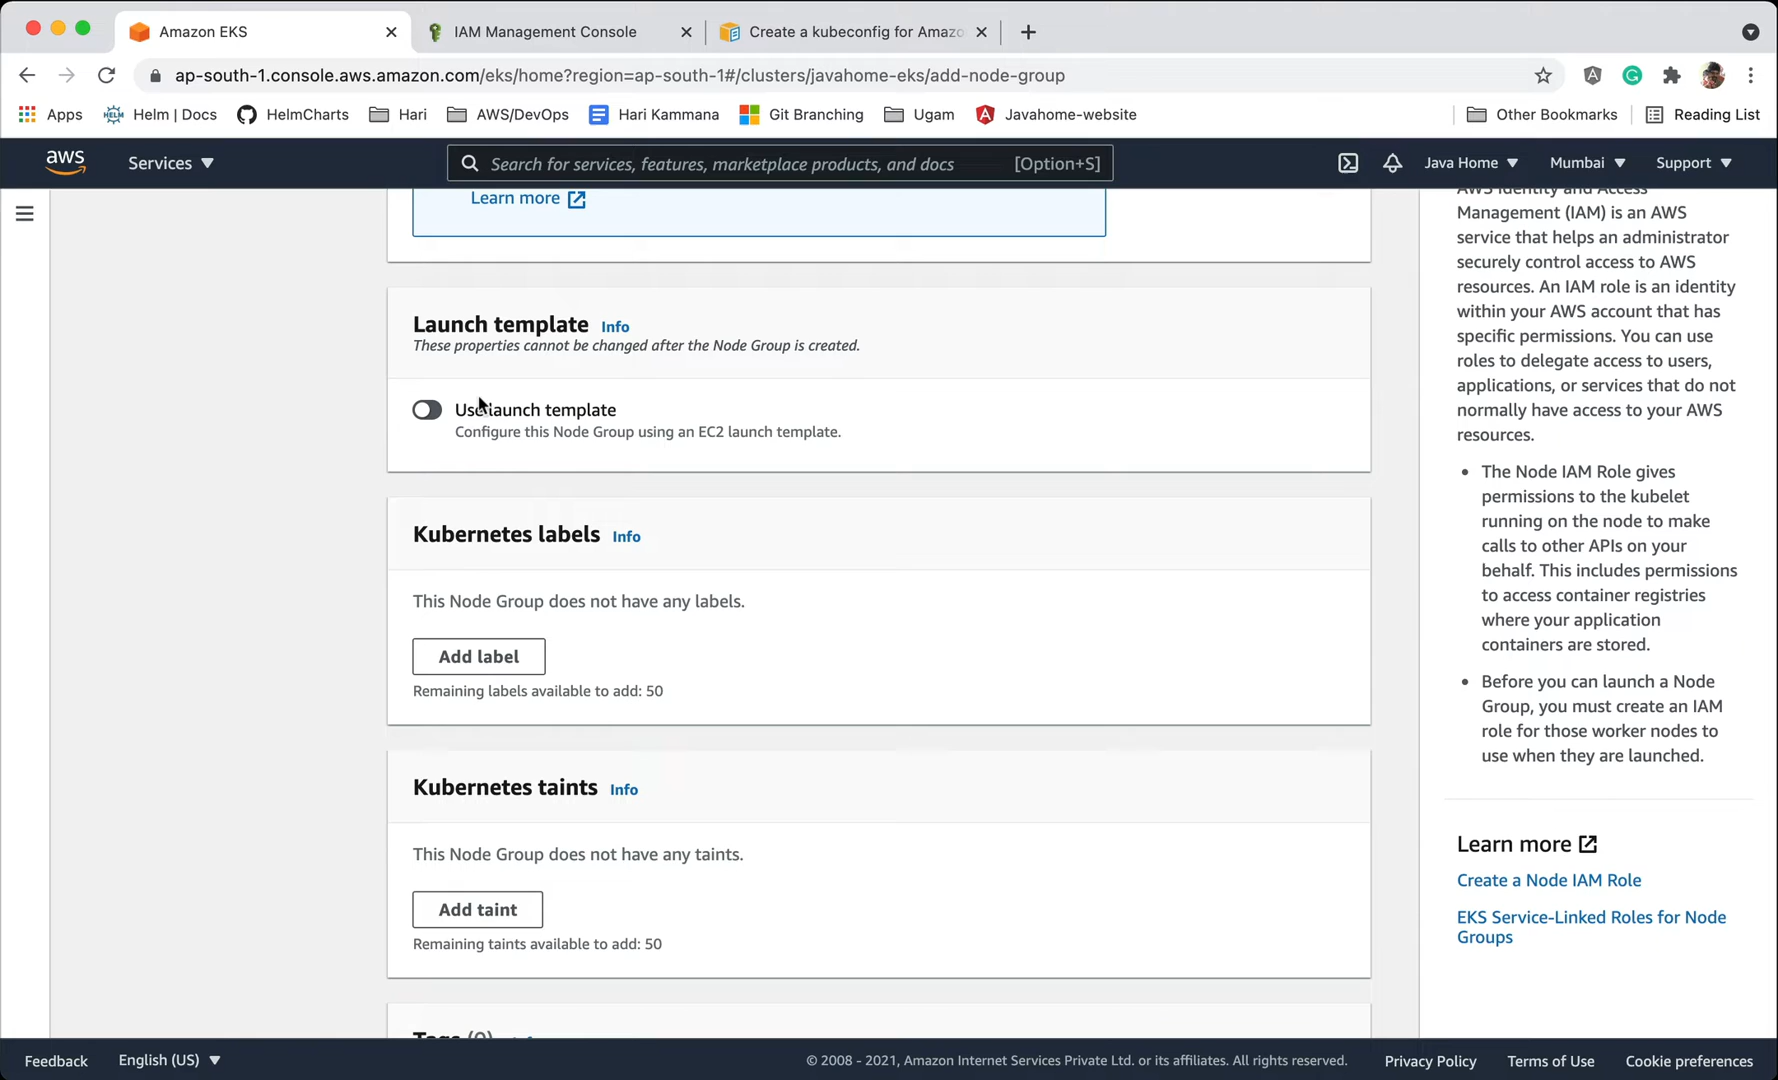 Amazon EKS
IAM Management Console
Create a kubeconfig for Amazo
ap-south-1.console.aws.amazon.com/eks/home?region=ap-south-1#/clusters/javahome-eks/add-node-group
Apps
Helm | Docs
HelmCharts
Hari
AWS/DevOps
Hari Kammana
Git Branching
Ugam
Javahome-website
Other Bookmarks
Reading List
aws
Services
Search for services, features, marketplace products, and docs
[Option+S]
Java Home
Mumbai
Support
Learn more
Launch template Info
These properties cannot be changed after the Node Group is created.
Use launch template
Configure this Node Group using an EC2 launch template.
Kubernetes labels Info
This Node Group does not have any labels.
Add label
Remaining labels available to add: 50
Kubernetes taints Info
This Node Group does not have any taints.
Add taint
Remaining taints available to add: 50
Tags (0)
AWS Identity and Access
Management (IAM) is an AWS
service that helps an administrator
securely control access to AWS
resources. An IAM role is an identity
within your AWS account that has
specific permissions. You can use
roles to delegate access to users,
applications, or services that do not
normally have access to your AWS
resources.
• The Node IAM Role gives
permissions to the kubelet
running on the node to make
calls to other APIs on your
behalf. This includes permissions
to access container registries
where your application
containers are stored.
• Before you can launch a Node
Group, you must create an IAM
role for those worker nodes to
use when they are launched.
Learn more
Create a Node IAM Role
EKS Service-Linked Roles for Node
Groups
Feedback
English (US)
© 2008 - 2021, Amazon Internet Services Private Ltd. or its affiliates. All rights reserved.
Privacy Policy
Terms of Use
Cookie preferences